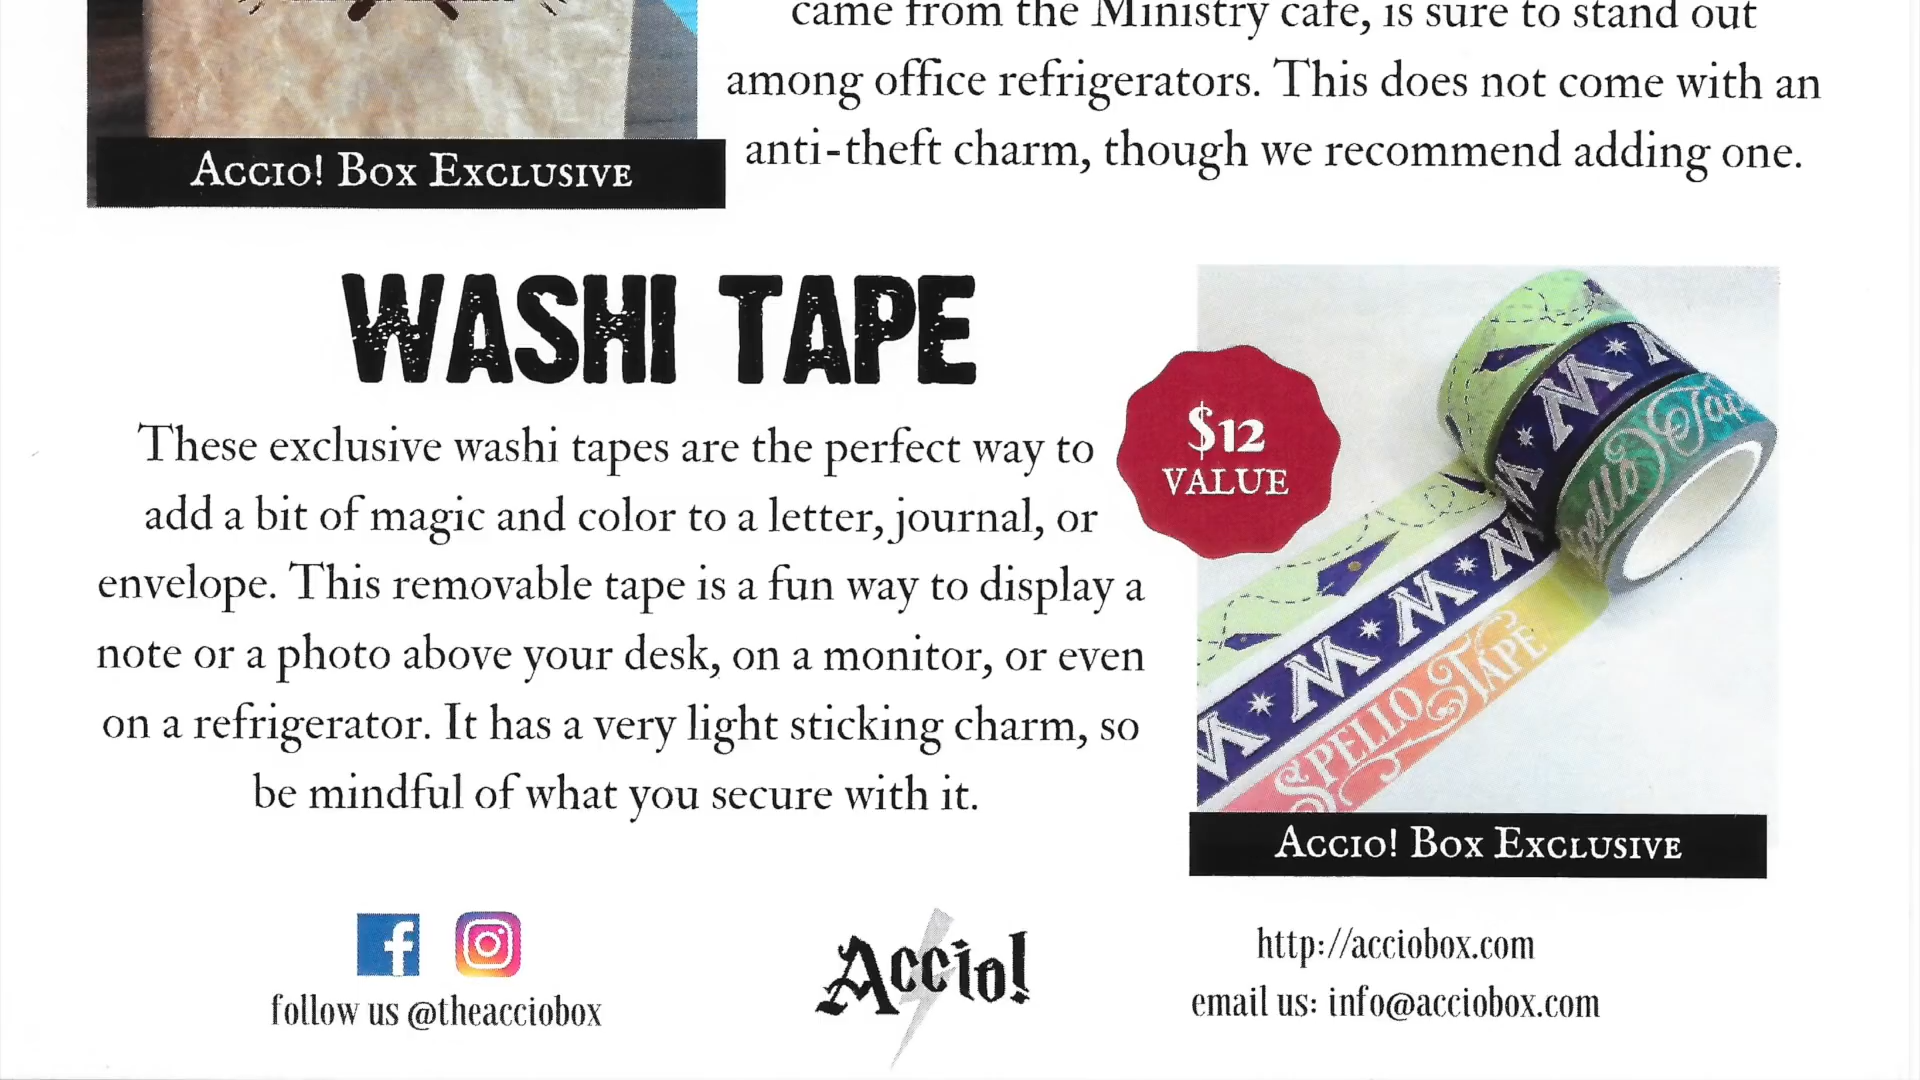 came from the Ministry cafe, is sure to stand out
among office refrigerators. This does not come with an
anti-theft charm, though we recommend adding one.
Accio! Box Exclusive
WASHI TAPE
These exclusive washi tapes are the perfect way to
add a bit of magic and color to a letter, journal, or
envelope. This removable tape is a fun way to display a
note or a photo above your desk, on a monitor, or even
on a refrigerator. It has a very light sticking charm, so
be mindful of what you secure with it.
$12
VALUE
M M
Spello Tape
M M M M
SPELLO TAPE
Accio! Box Exclusive
follow us @theacciobox
Accio!
http://acciobox.com
email us: info@acciobox.com